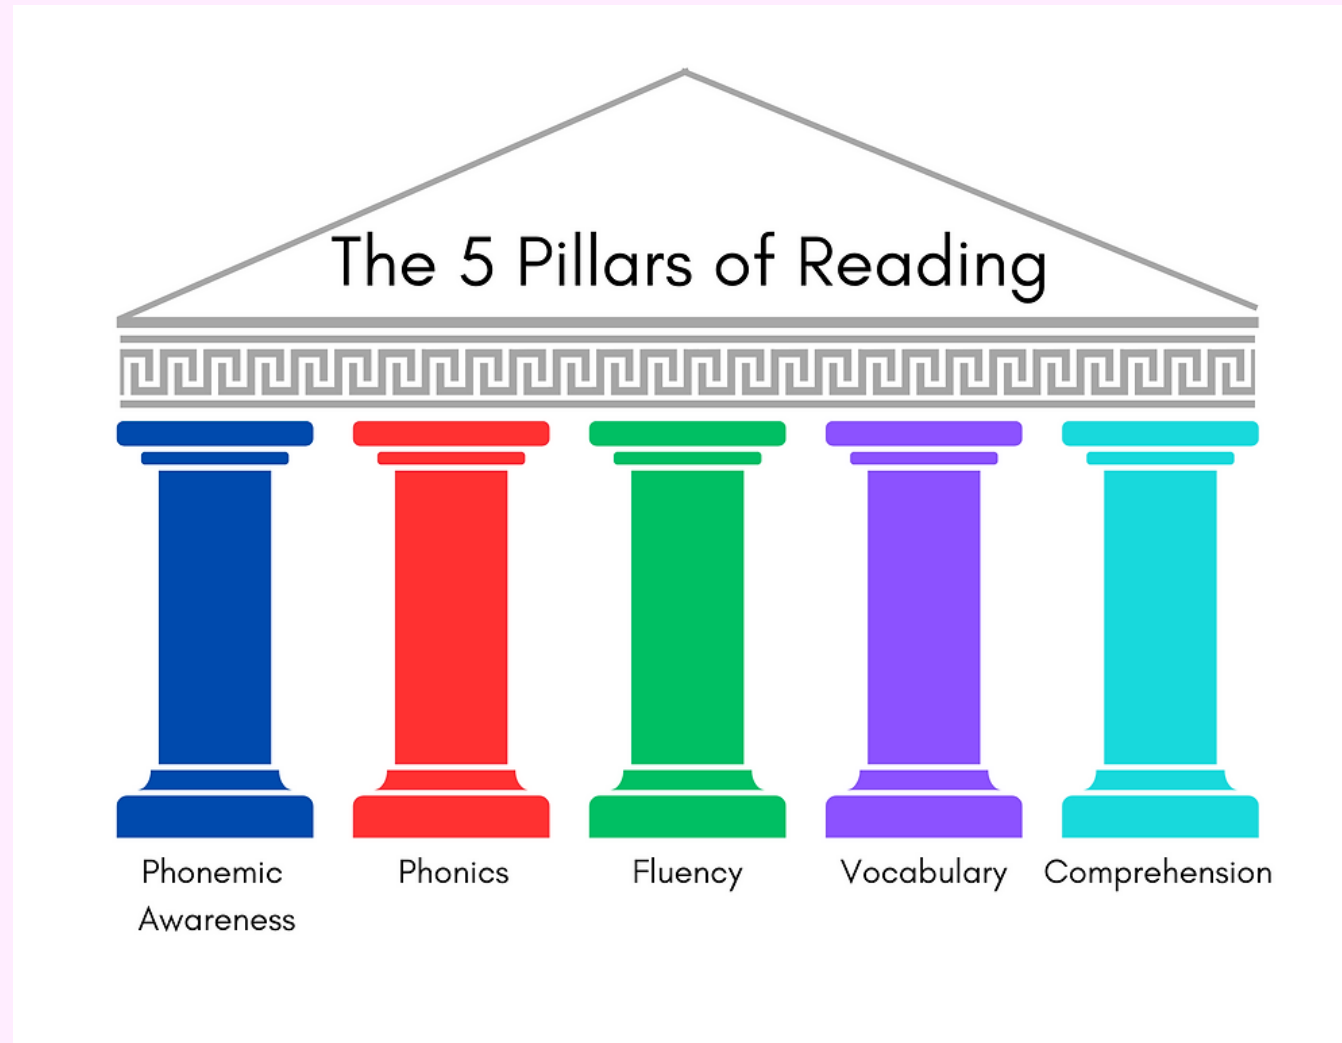 The 5 Pillars of Reading
Phonemic
Awareness
Phonics
Fluency
Vocabulary
Comprehension